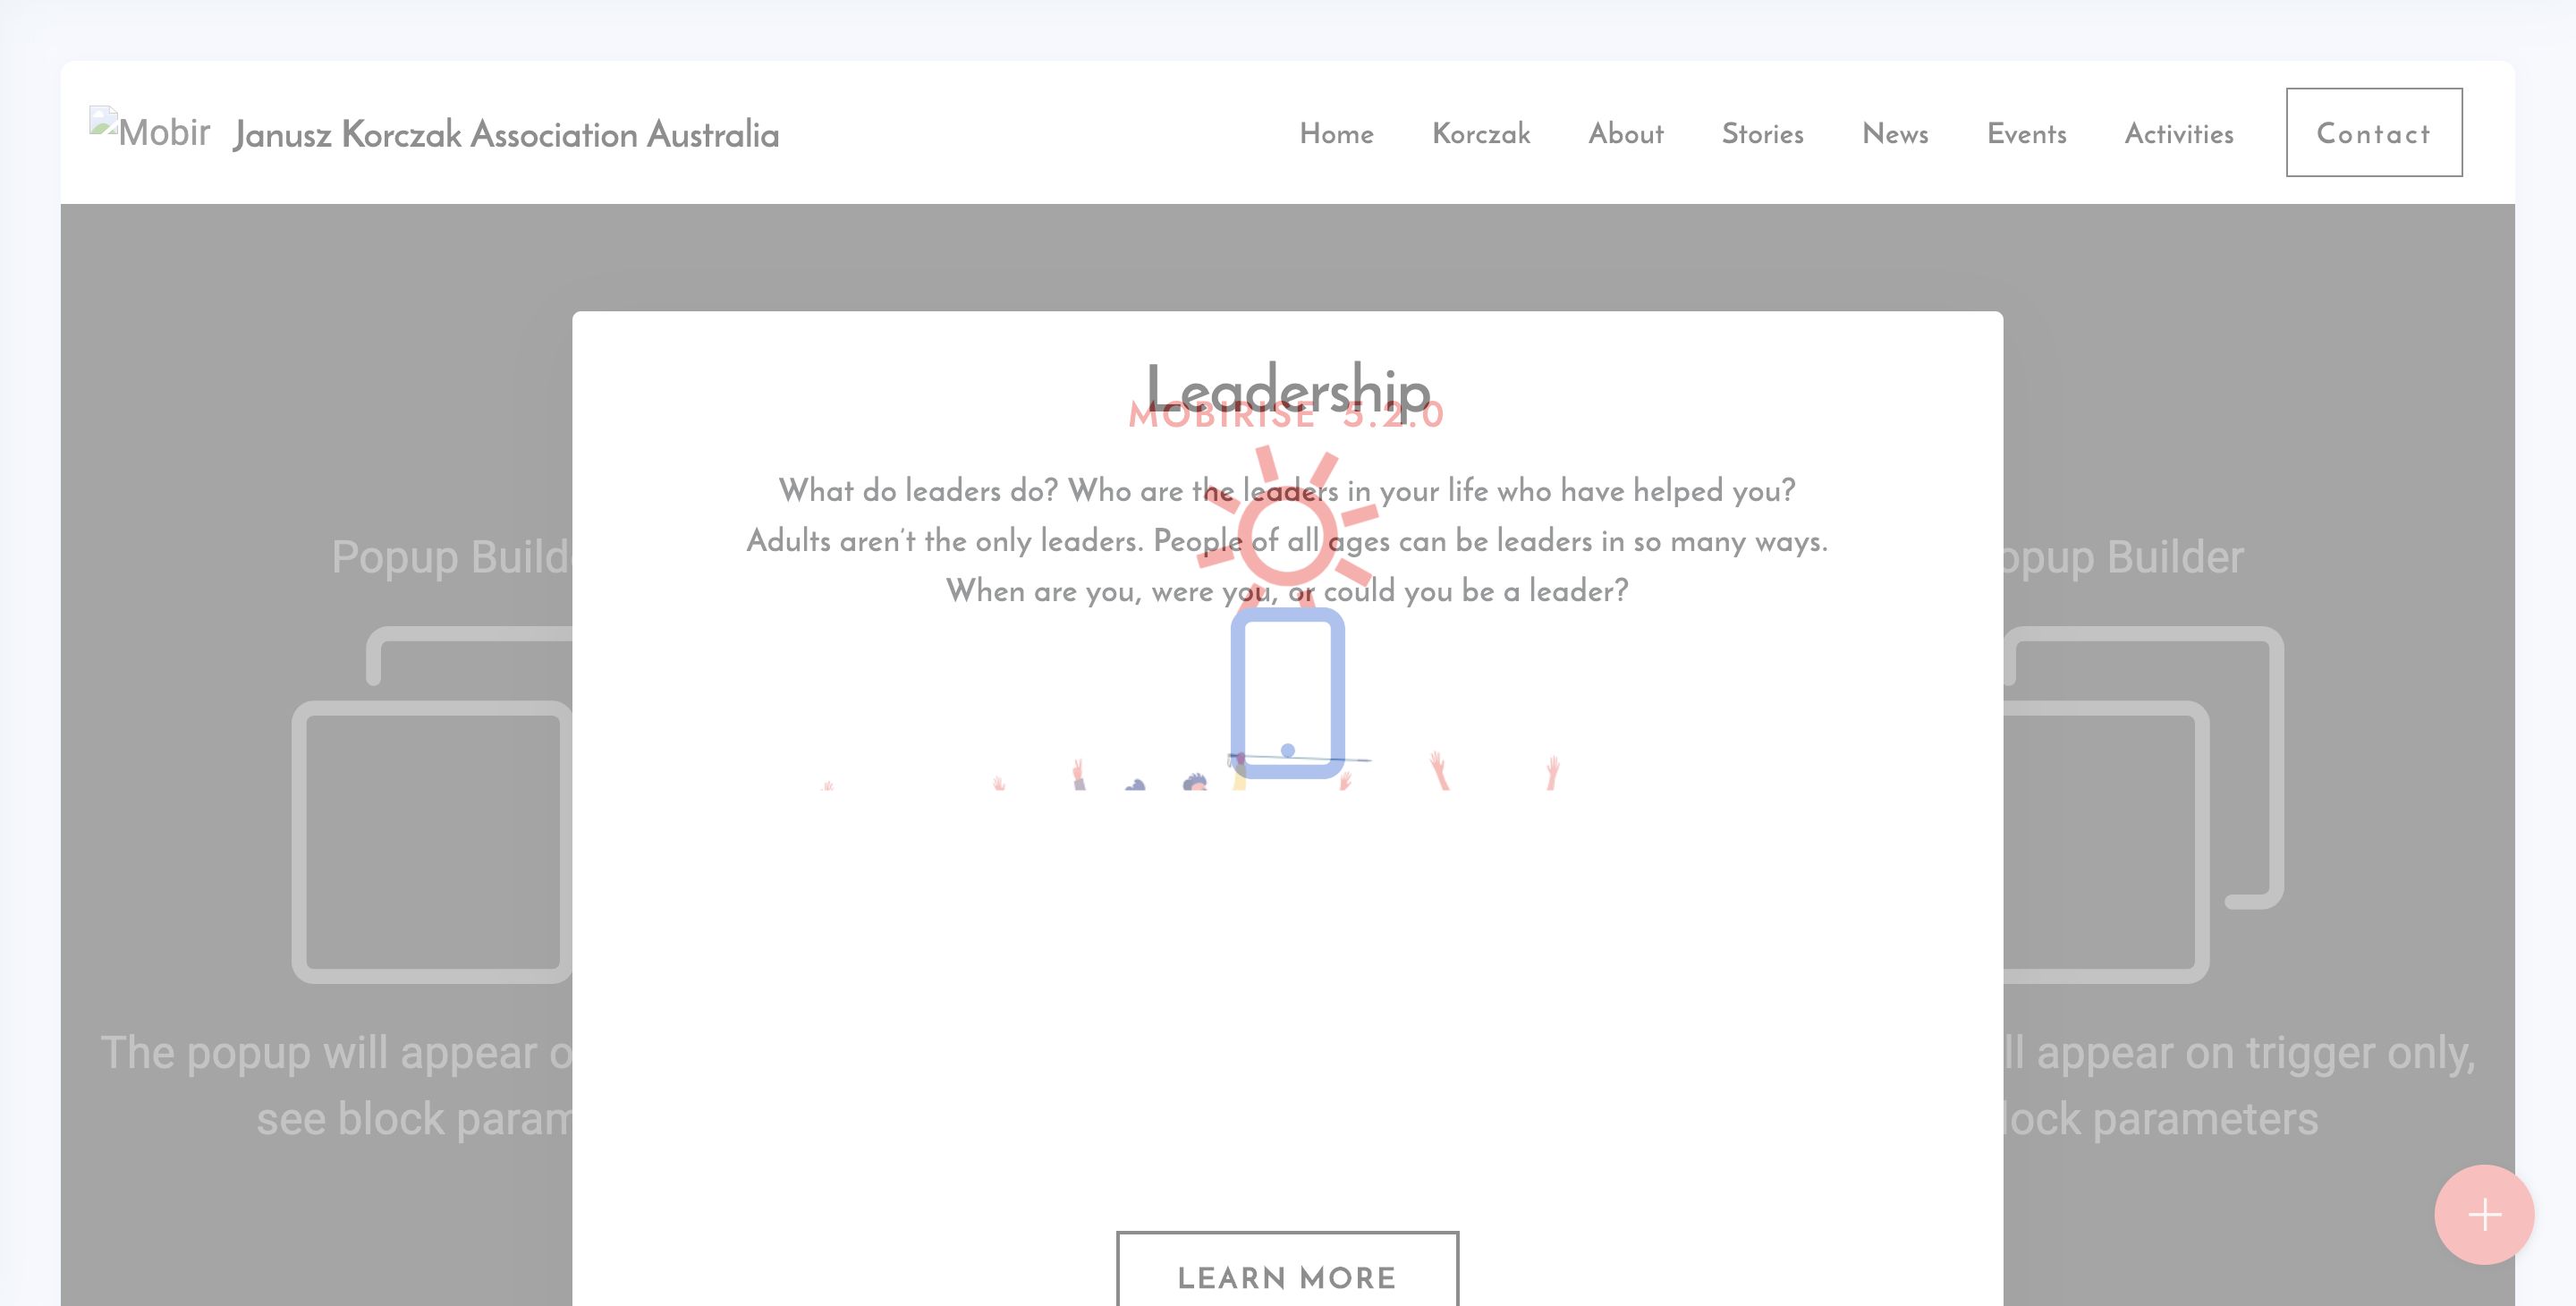 Mobir Janusz Korczak Association Australia Home Korczak About Stories News Events Activities Contact
Leadership
MOBIRISE 5.2.0
What do leaders do? Who are the leaders in your life who have helped you?
Adults aren't the only leaders. People of all ages can be leaders in so many ways.
When are you, were you, or could you be a leader?
Popup Build
opup Builder
The popup will appear o
see block param
ll appear on trigger only,
lock parameters
LEARN MORE